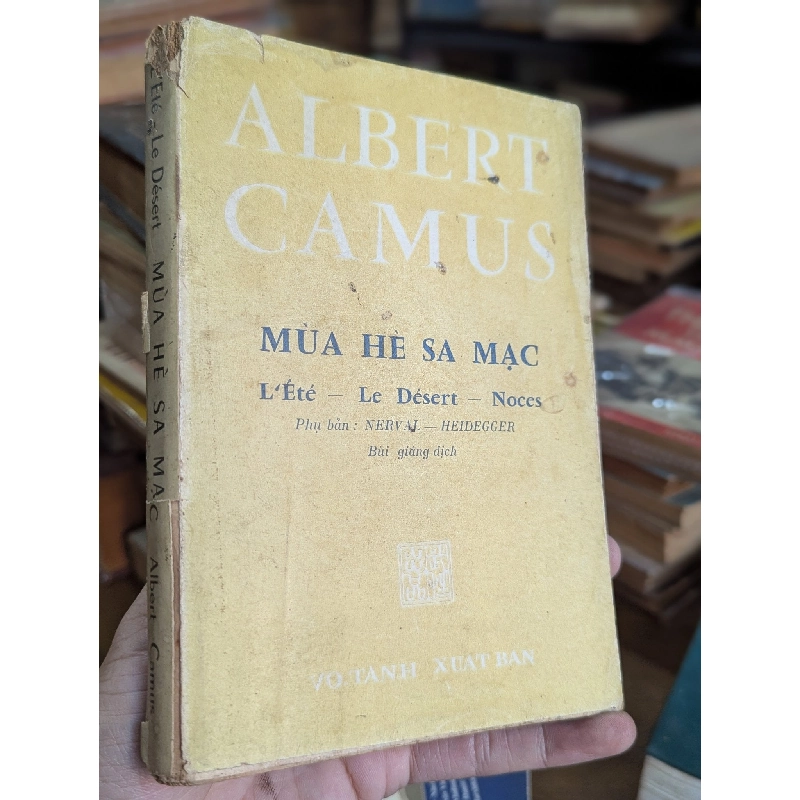 ALBERT
CAMUS
MÙA HÈ SA MẠC
L'Été — Le Désert — Noces
Phụ bản : NERVAL — HEIDEGGER
Bùi giáng dịch
VÕ TÁNH XUẤT BẢN
L'Été - Le Désert MÙA HÈ SA MẠC Albert Camus